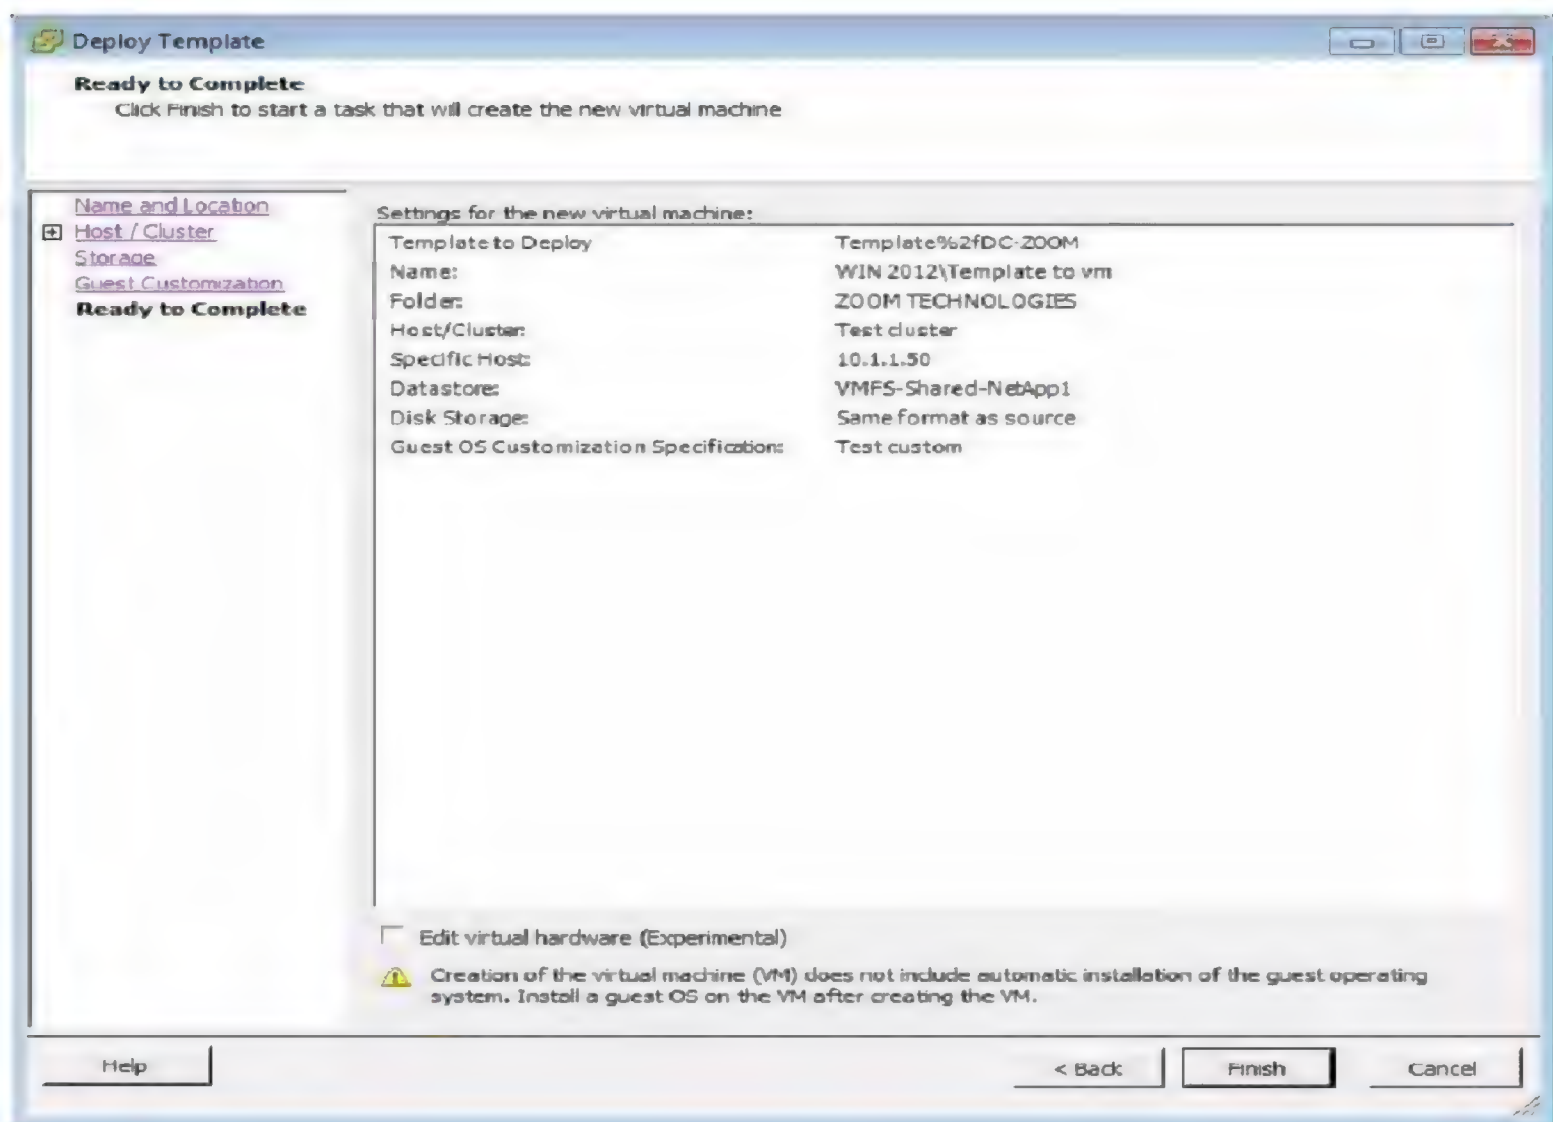 Deploy Template
Ready to Complete
Click Finish to start a task that will create the new virtual machine
Name and Location
Host / Cluster
Storage
Guest Customization
Ready to Complete
Settings for the new virtual machine:
Template to Deploy Template%2fDC-ZOOM
Name: WIN 2012\Template to vm
Folder: ZOOM TECHNOLOGIES
Host/Cluster: Test cluster
Specific Host: 10.1.1.50
Datastore: VMFS-Shared-NetApp1
Disk Storage: Same format as source
Guest OS Customization Specification: Test custom
Edit virtual hardware (Experimental)
Creation of the virtual machine (VM) does not include automatic installation of the guest operating
system. Install a guest OS on the VM after creating the VM.
Help
< Back
Finish
Cancel